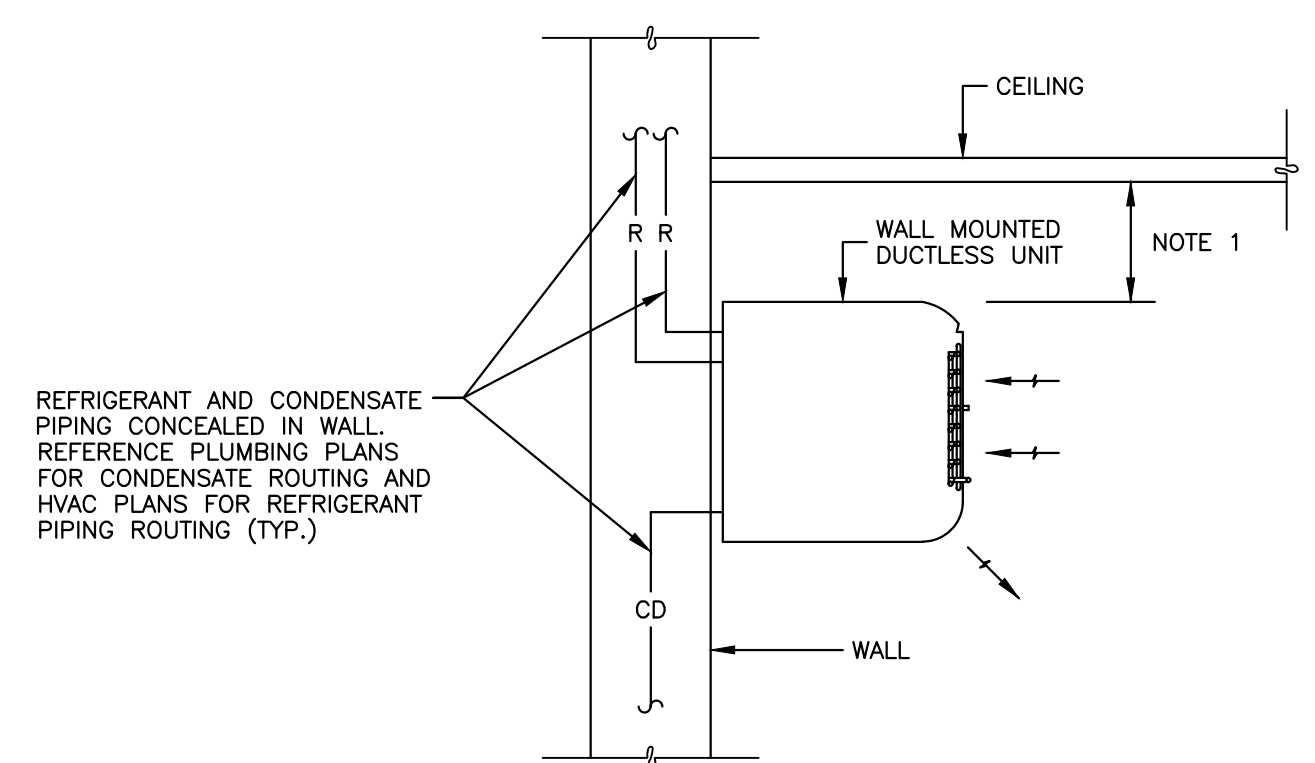 CEILING
WALL MOUNTED
DUCTLESS UNIT
NOTE 1
R R
REFRIGERANT AND CONDENSATE
PIPING CONCEALED IN WALL.
REFERENCE PLUMBING PLANS
FOR CONDENSATE ROUTING AND
HVAC PLANS FOR REFRIGERANT
PIPING ROUTING (TYP.)
CD
WALL